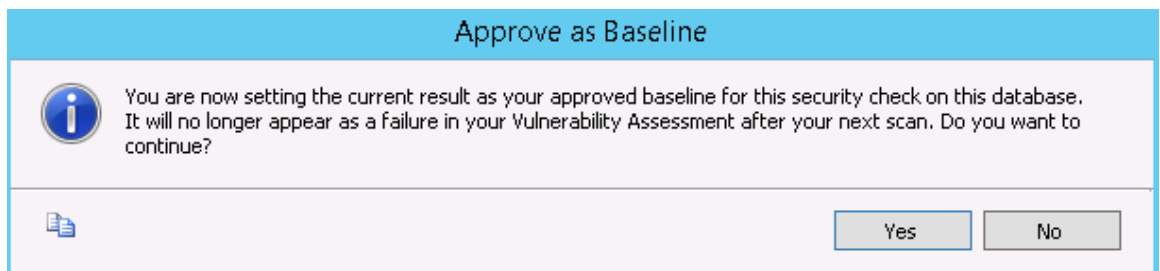 Approve as Baseline
You are now setting the current result as your approved baseline for this security check on this database.
It will no longer appear as a failure in your Vulnerability Assessment after your next scan. Do you want to
continue?
Yes No